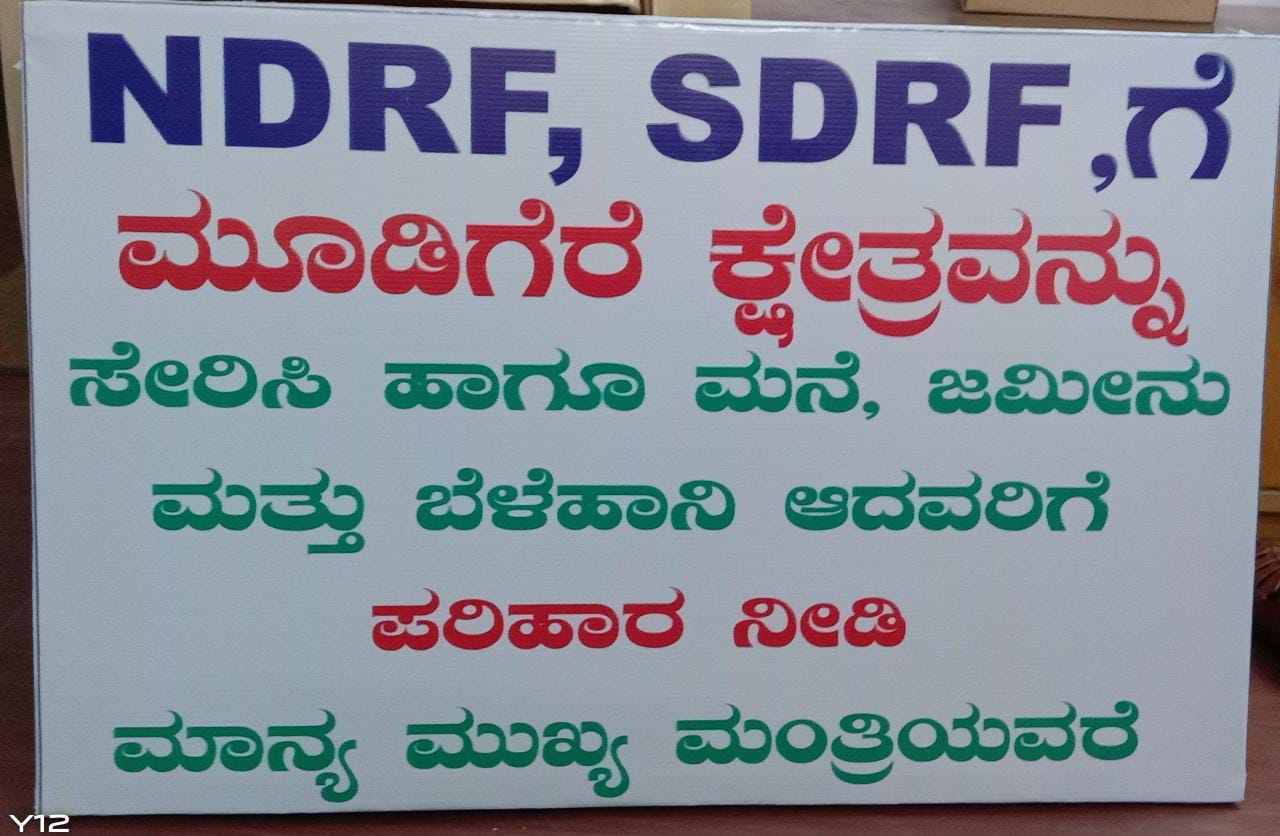 NDRF, SDRF ,ಗೆ
ಮೂಡಿಗೆರೆ ಕ್ಷೇತ್ರವನ್ನು
ಸೇರಿಸಿ ಹಾಗೂ ಮನೆ, ಜಮೀನು
ಮತ್ತು ಬೆಳೆಹಾನಿ ಆದವರಿಗೆ
ಪರಿಹಾರ ನೀಡಿ
ಮಾನ್ಯ ಮುಖ್ಯ ಮಂತ್ರಿಯವರೆ
Y12